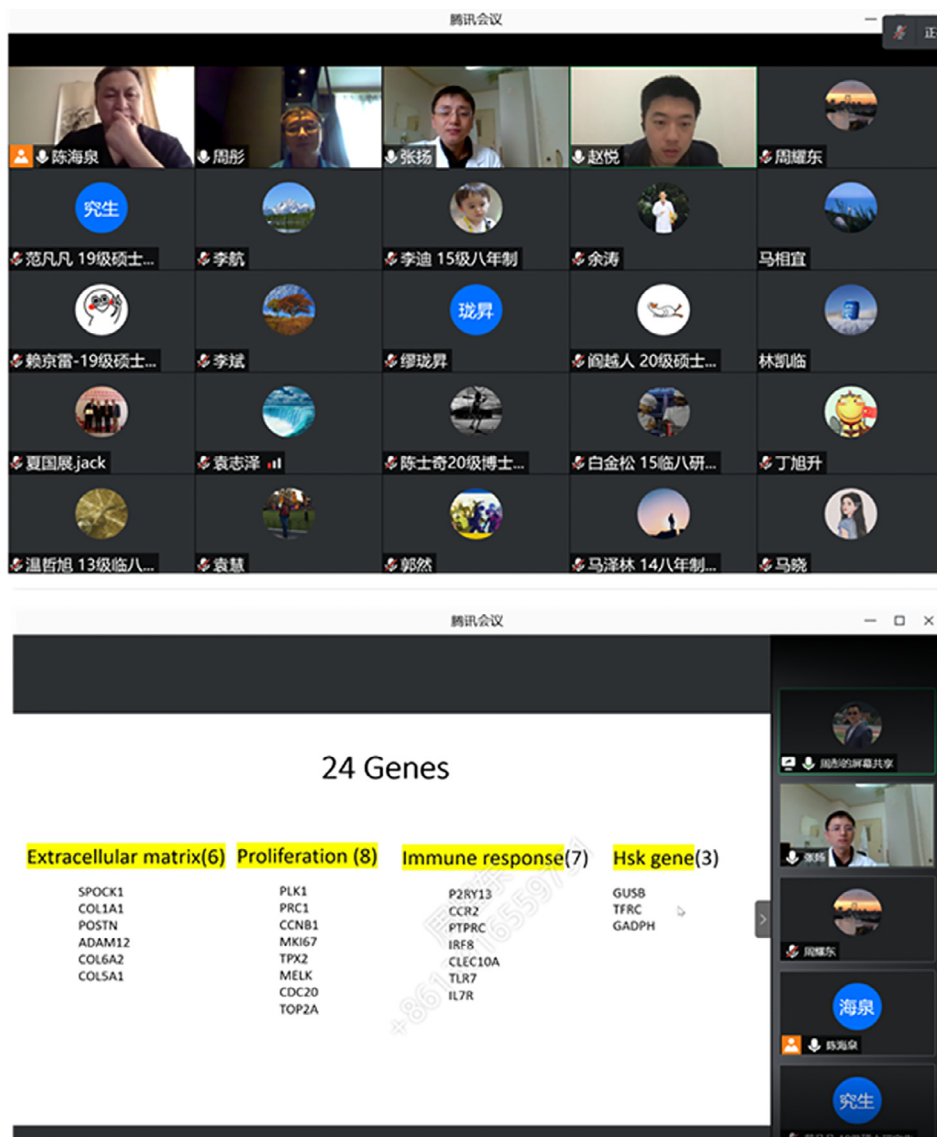 腾讯会议
正
陈海泉
周彤
张扬
赵悦
周耀东
究生
范凡凡 19级硕士...
李航
李迪 15级八年制
余涛
马相宜
赖京雷-19级硕士...
李斌
珑昇
缪珑昇
阎越人 20级硕士...
林凯临
夏国展.jack
袁志泽
陈士奇20级博士...
白金松 15临八研...
丁旭升
温哲旭 13级临八...
袁慧
郭然
马泽林 14八年制...
马晓
腾讯会议
24 Genes
Extracellular matrix(6)
SPOCK1
COL1A1
POSTN
ADAM12
COL6A2
COL5A1
Proliferation (8)
PLK1
PRC1
CCNB1
MKI67
TPX2
MELK
CDC20
TOP2A
Immune response(7)
P2RY13
CCR2
PTPRC
IRF8
CLEC10A
TLR7
IL7R
Hsk gene(3)
GUSB
TFRC
GADPH
周彤的屏幕共享
张扬
周耀东
海泉
陈海泉
究生